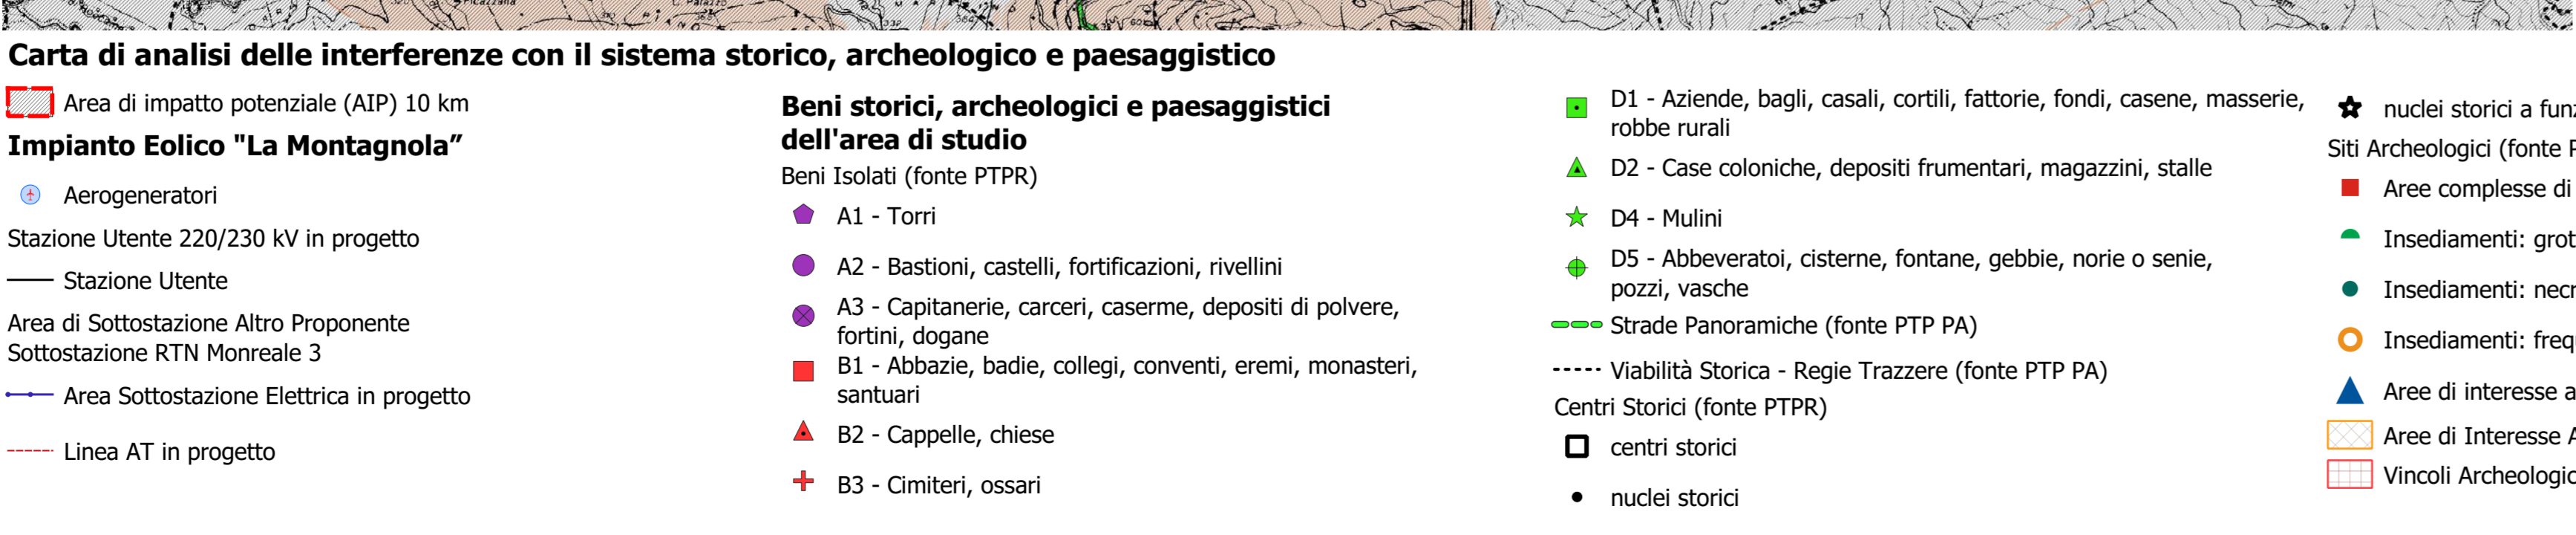 Carta di analisi delle interferenze con il sistema storico, archeologico e paesaggistico
Area di impatto potenziale (AIP) 10 km
Impianto Eolico "La Montagnola”
Aerogeneratori
Stazione Utente 220/230 kV in progetto
Stazione Utente
Area di Sottostazione Altro Proponente
Sottostazione RTN Monreale 3
Area Sottostazione Elettrica in progetto
Linea AT in progetto
Beni storici, archeologici e paesaggistici
dell'area di studio
Beni Isolati (fonte PTPR)
A1 - Torri
A2 - Bastioni, castelli, fortificazioni, rivellini
A3 - Capitanerie, carceri, caserme, depositi di polvere,
fortini, dogane
B1 - Abbazie, badie, collegi, conventi, eremi, monasteri,
santuari
B2 - Cappelle, chiese
B3 - Cimiteri, ossari
D1 - Aziende, bagli, casali, cortili, fattorie, fondi, casene, masserie,
robbe rurali
D2 - Case coloniche, depositi frumentari, magazzini, stalle
D4 - Mulini
D5 - Abbeveratoi, cisterne, fontane, gebbie, norie o senie,
pozzi, vasche
Strade Panoramiche (fonte PTP PA)
Viabilità Storica - Regie Trazzere (fonte PTP PA)
Centri Storici (fonte PTPR)
centri storici
nuclei storici
nuclei storici a
Siti Archeologici (fonte
Aree complesse di
Insediamenti:
Insediamenti:
Insediamenti:
Aree di interesse
Aree di Interesse
Vincoli